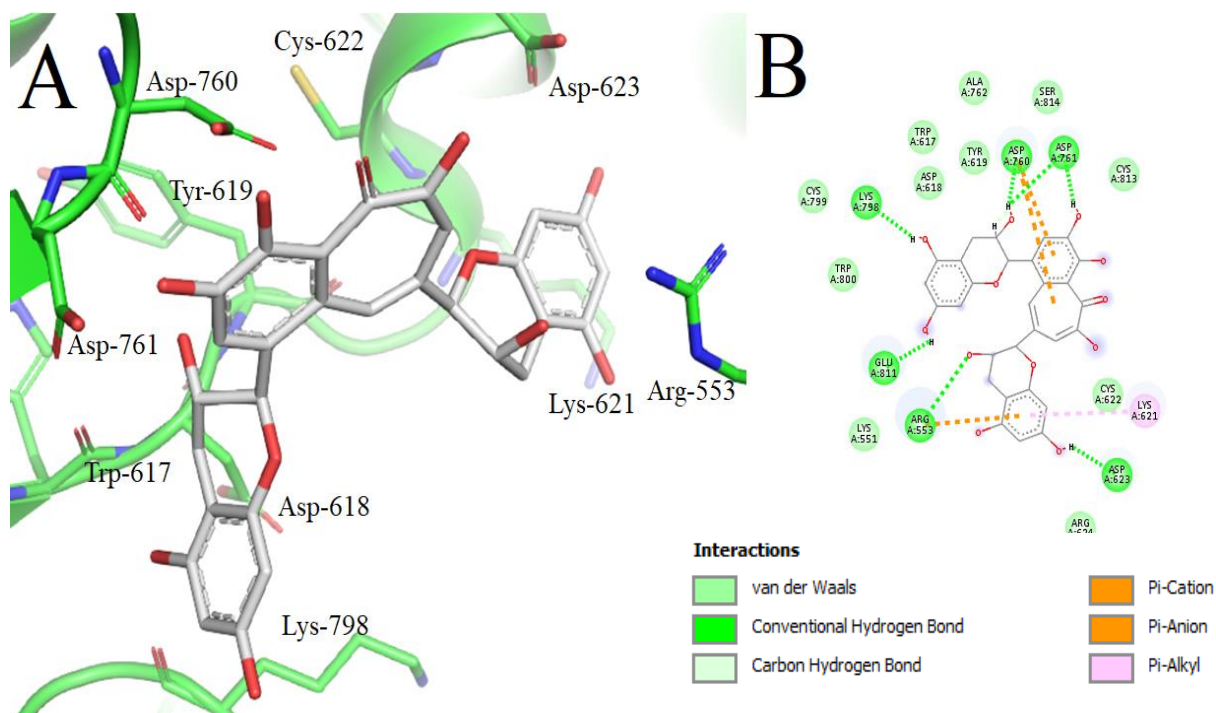 A
Cys-622
Asp-760
Asp-623
Tyr-619
Asp-761
Lys-621
Arg-553
Trp-617
Asp-618
Lys-798
B
ALA
A:762
SER
A:814
TRP
A:617
TYR
A:619
ASP
A:760
ASP
A:761
CYS
A:813
ASP
A:618
CYS
A:799
LYS
A:798
H
H
H
O
O
O
O
TRP
A:800
O
O
O
O
O
H
GLU
A:811
O
O
CYS
A:622
LYS
A:621
LYS
A:551
ARG
A:553
O
O
H
ASP
A:623
ARG
A:624
Interactions
van der Waals
Conventional Hydrogen Bond
Carbon Hydrogen Bond
Pi-Cation
Pi-Anion
Pi-Alkyl